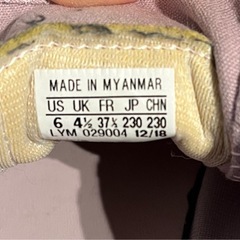 MADE IN MYANMAR
US UK FR JP CHN
6 4½ 37⅓ 230 230
LYM 029004 12/18